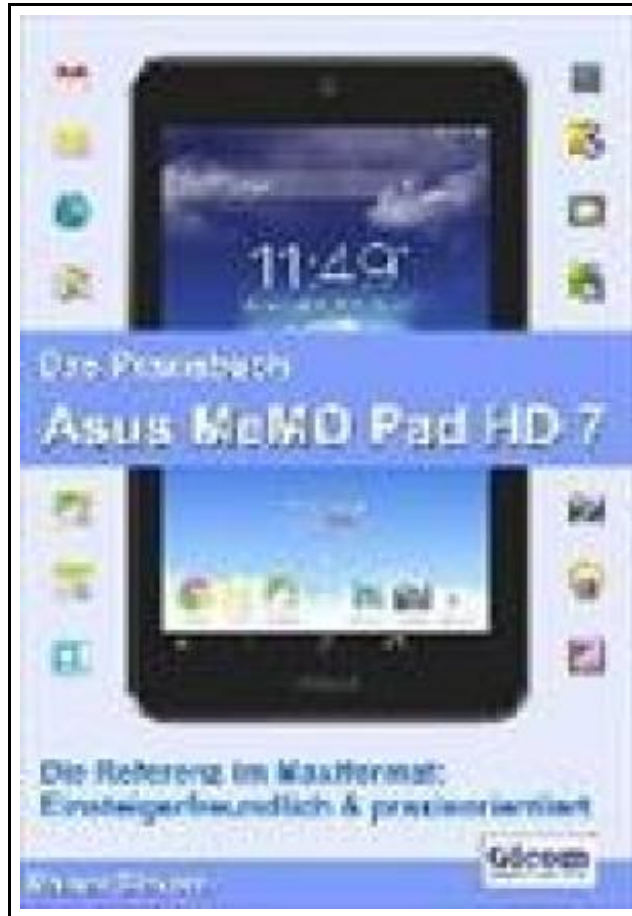 11:49
Das Praxisbuch
Asus MeMO Pad HD 7
Die Referenz im Maxiformat:
Einsteigerfreundlich & praxisorientiert
Gicom